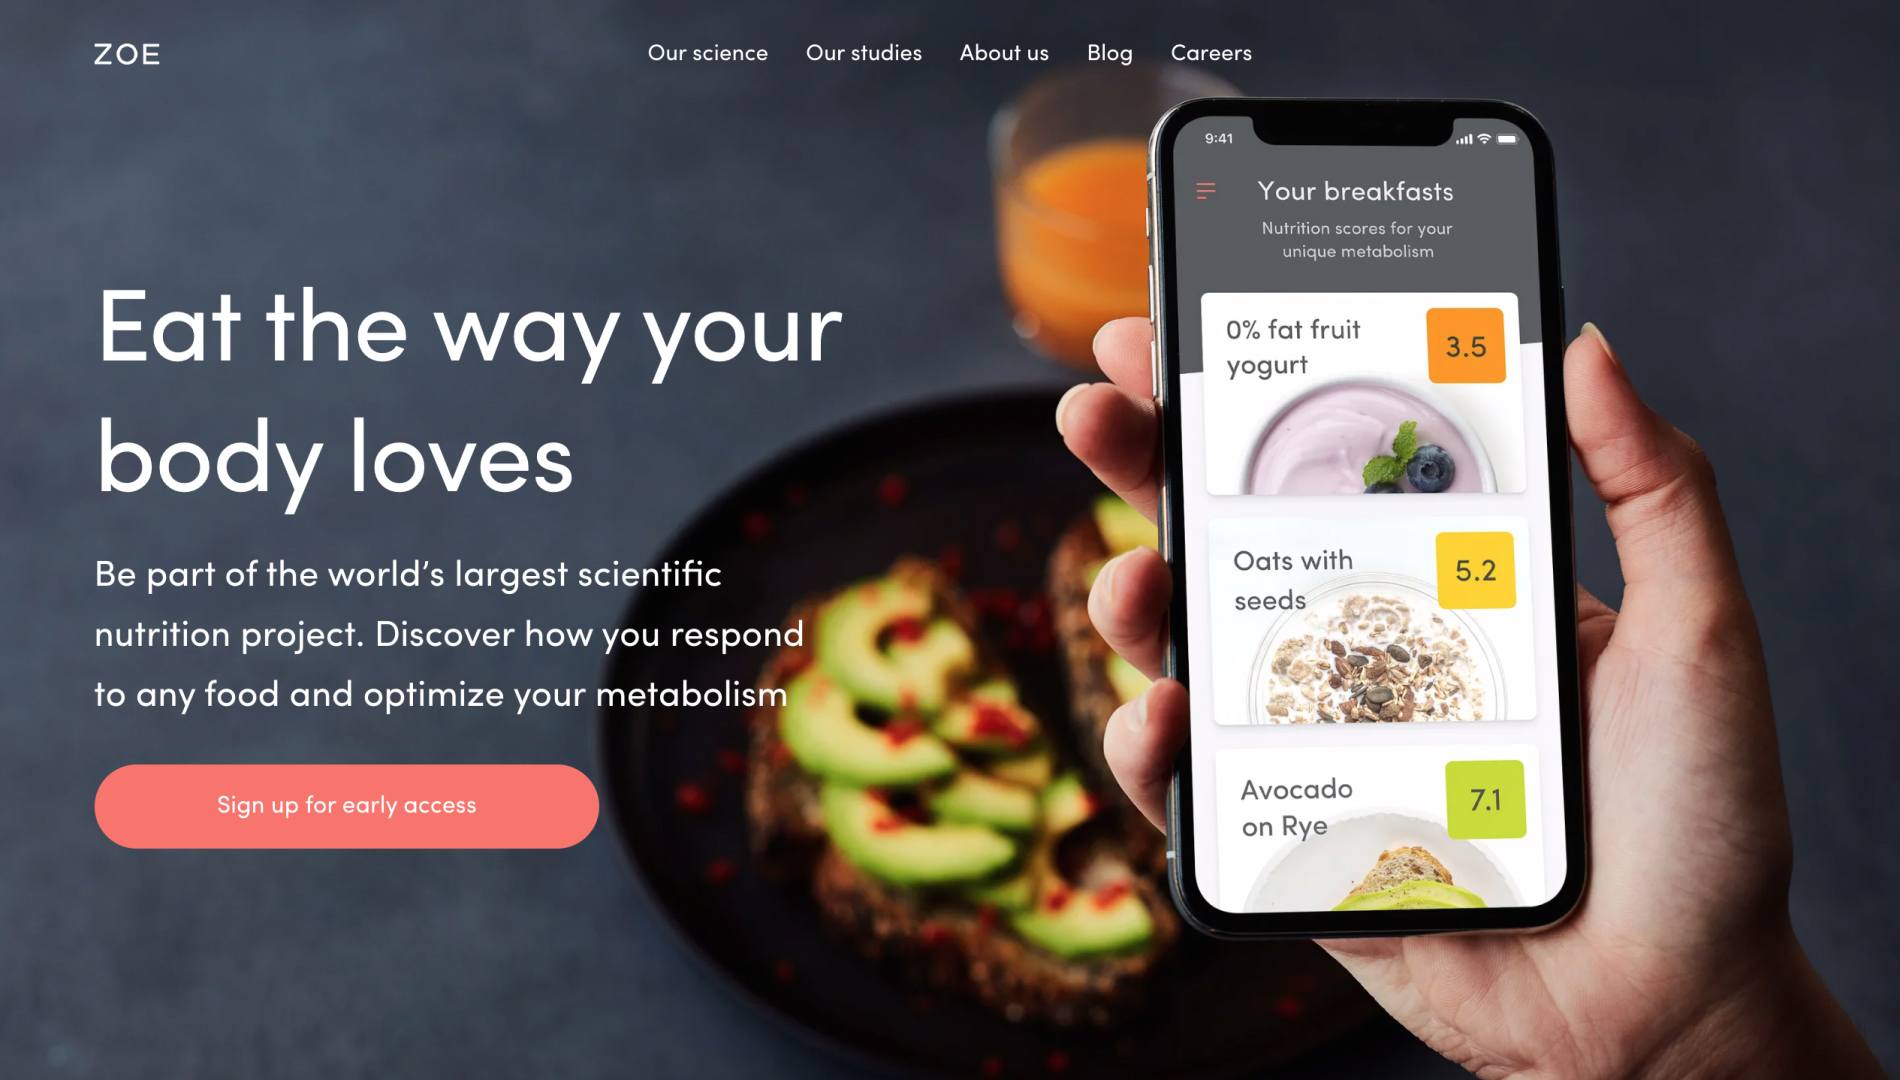 ZOE
Our science
Our studies
About us
Blog
Careers
Eat the way your
body loves
Be part of the world’s largest scientific
nutrition project. Discover how you respond
to any food and optimize your metabolism
Sign up for early access
9:41
Your breakfasts
Nutrition scores for your
unique metabolism
0% fat fruit
yogurt
3.5
Oats with
seeds
5.2
Avocado
on Rye
7.1